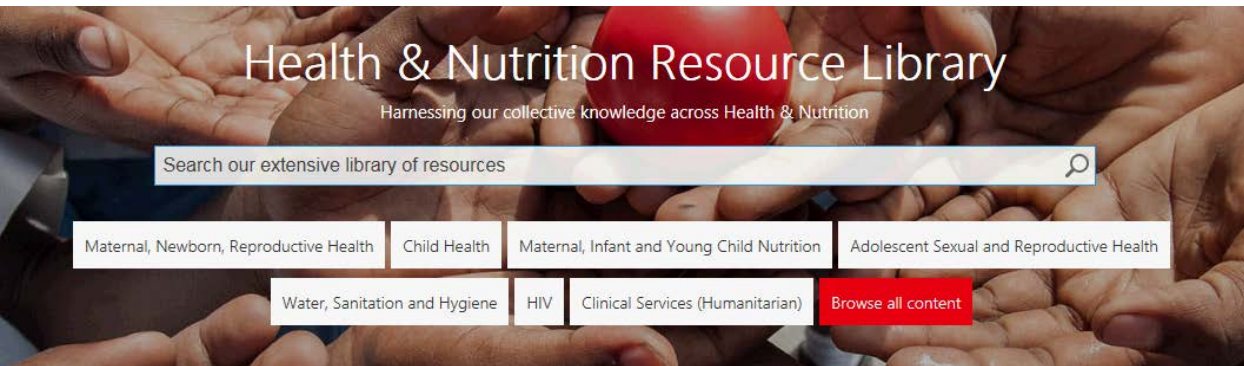 Health & Nutrition Resource Library
Harnessing our collective knowledge across Health & Nutrition
Search our extensive library of resources
Maternal, Newborn, Reproductive Health
Child Health
Maternal, Infant and Young Child Nutrition
Adolescent Sexual and Reproductive Health
Water, Sanitation and Hygiene
HIV
Clinical Services (Humanitarian)
Browse all content